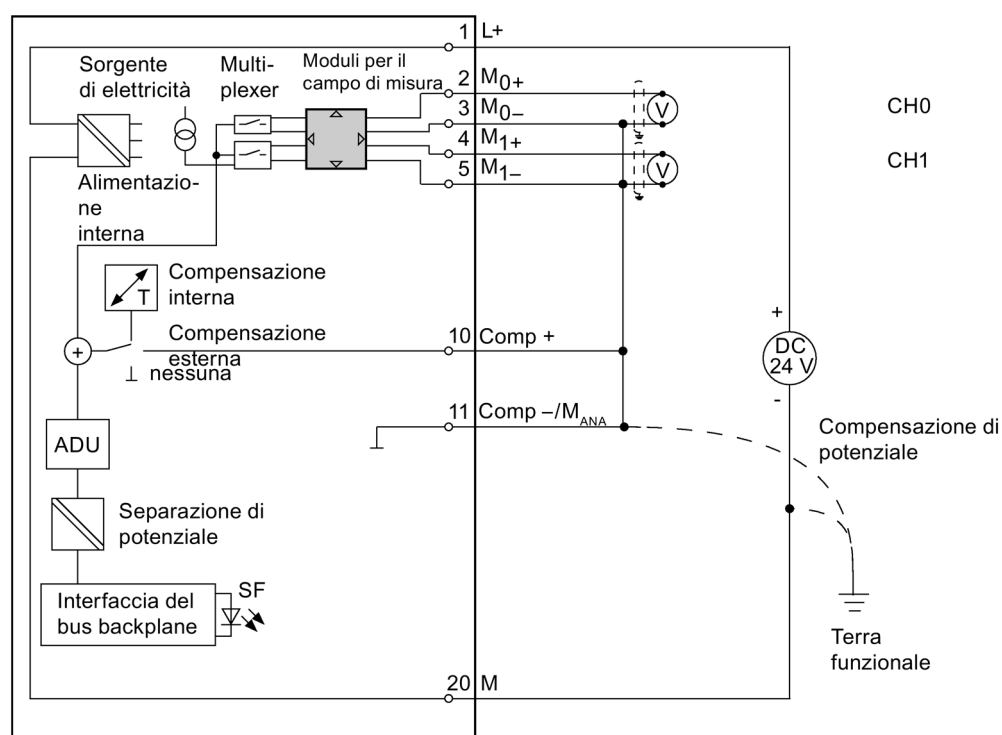 1 L+
Sorgente
di elettricità
Multi-
plexer
Moduli per il
campo di misura
2 M0+
3 M0–
4 M1+
5 M1–
V
V
CH0
CH1
Alimentazio-
ne
interna
T
Compensazione
interna
Compensazione
esterna
nessuna
+
10 Comp +
11 Comp –/MANA
+
DC
24 V
-
Compensazione di
potenziale
ADU
Separazione di
potenziale
Interfaccia del
bus backplane
SF
Terra
funzionale
20 M